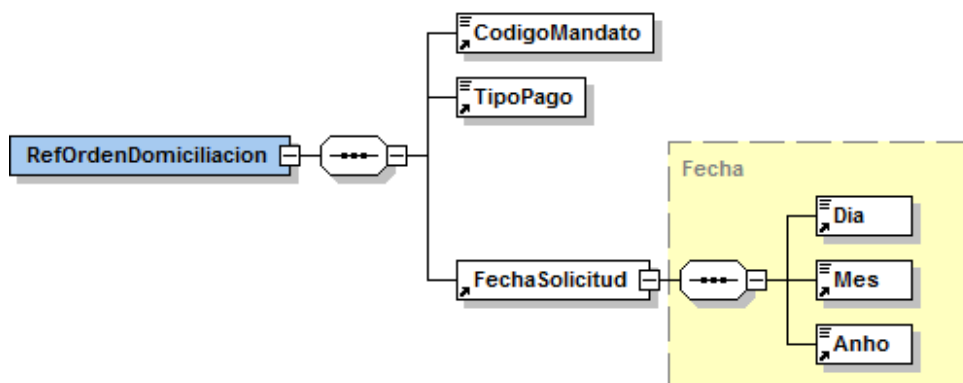 CodigoMandato
TipoPago
RefOrdenDomiciliacion
Fecha
Dia
FechaSolicitud
Mes
Anho